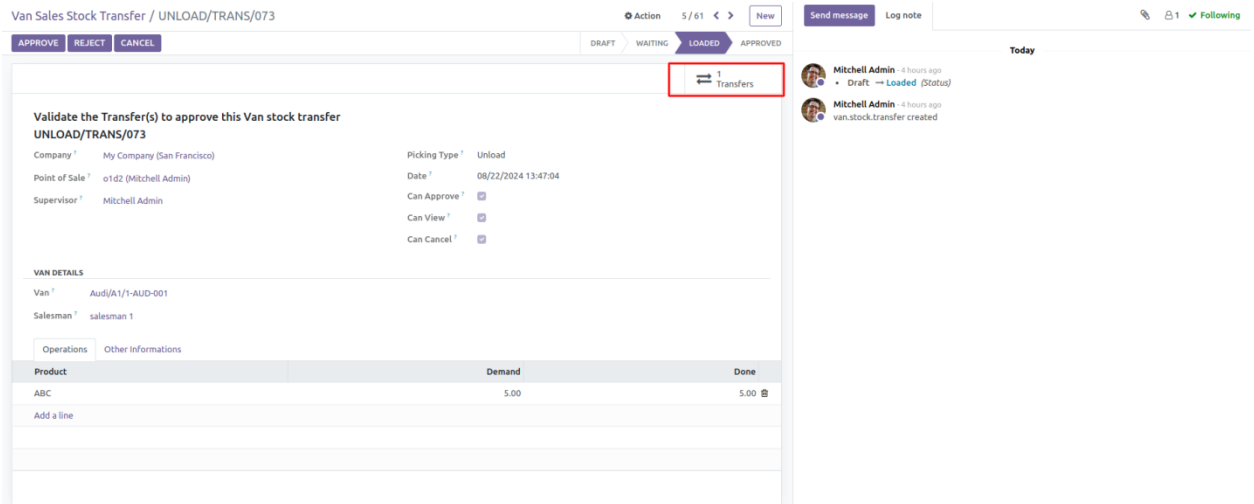 Van Sales Stock Transfer / UNLOAD/TRANS/073
Action 5 / 61 New
APPROVE REJECT CANCEL
DRAFT WAITING LOADED APPROVED
1
Transfers
Validate the Transfer(s) to approve this Van stock transfer
UNLOAD/TRANS/073
Company ? My Company (San Francisco)
Point of Sale ? o1d2 (Mitchell Admin)
Supervisor ? Mitchell Admin
Picking Type ? Unload
Date ? 08/22/2024 13:47:04
Can Approve ?
Can View ?
Can Cancel ?
VAN DETAILS
Van ? Audi/A1/1-AUD-001
Salesman ? salesman 1
Operations Other Informations
Product Demand Done
ABC 5.00 5.00
Add a line
Send message Log note 1 Following
Today
Mitchell Admin - 4 hours ago
• Draft → Loaded (Status)
Mitchell Admin - 4 hours ago
van.stock.transfer created